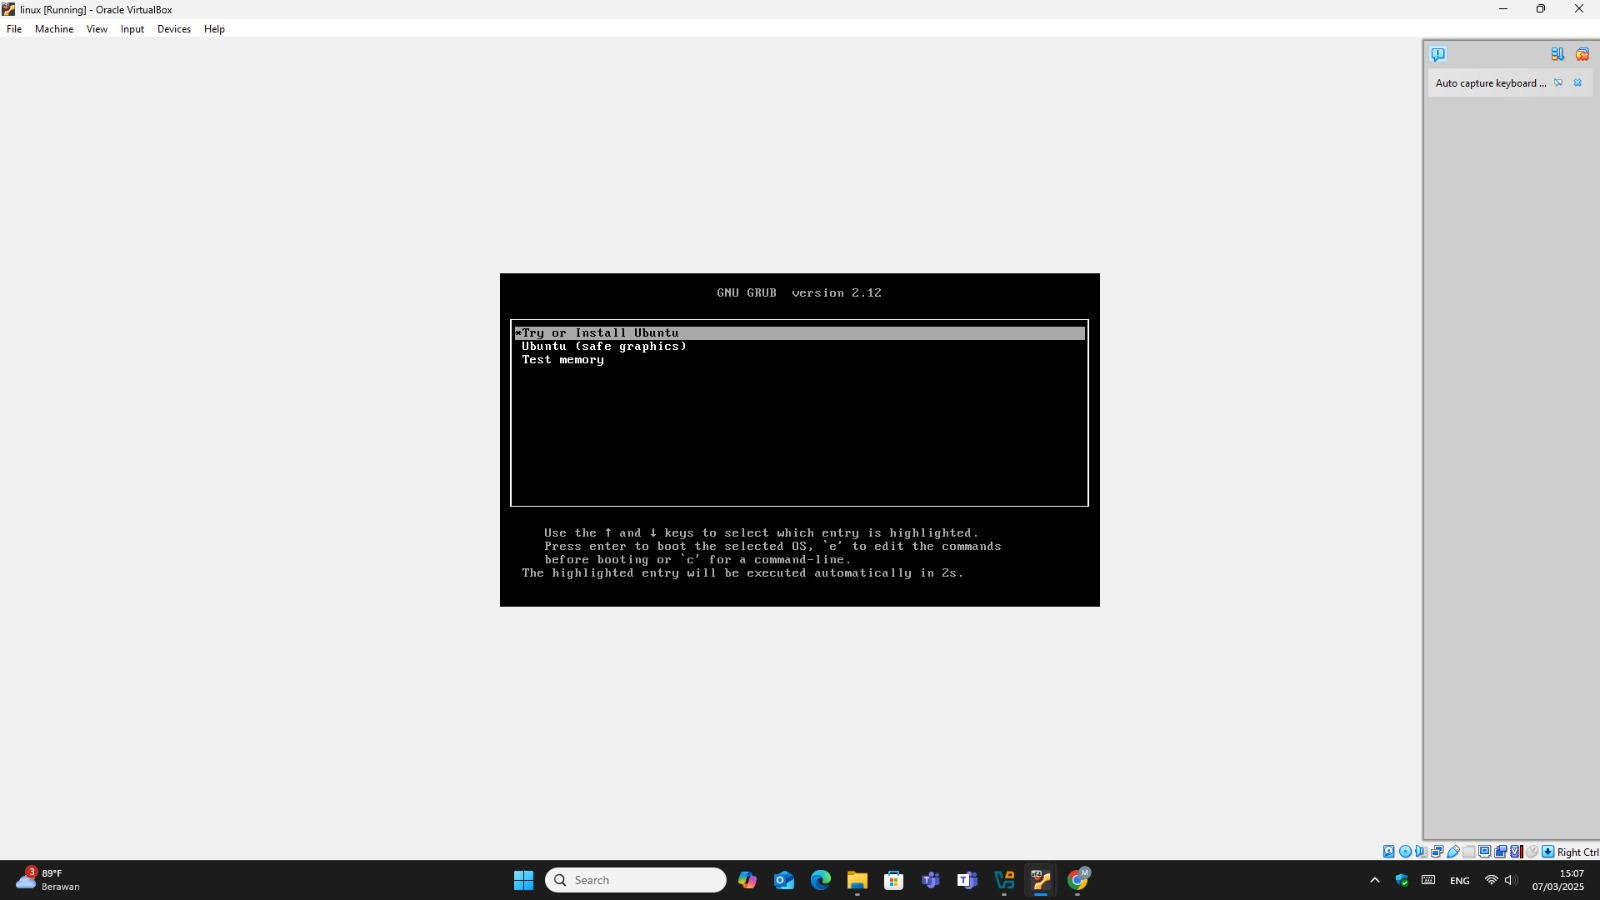 linux [Running] - Oracle VirtualBox
File Machine View Input Devices Help
Auto capture keyboard ...
GNU GRUB version 2.12
*Try or Install Ubuntu
Ubuntu (safe graphics)
Test memory
Use the ↑ and ↓ keys to select which entry is highlighted.
Press enter to boot the selected OS, `e' to edit the commands
before booting or `c' for a command-line.
The highlighted entry will be executed automatically in 2s.
Right Ctrl
3
89°F
Berawan
Search
M
ENG
15:07
07/03/2025